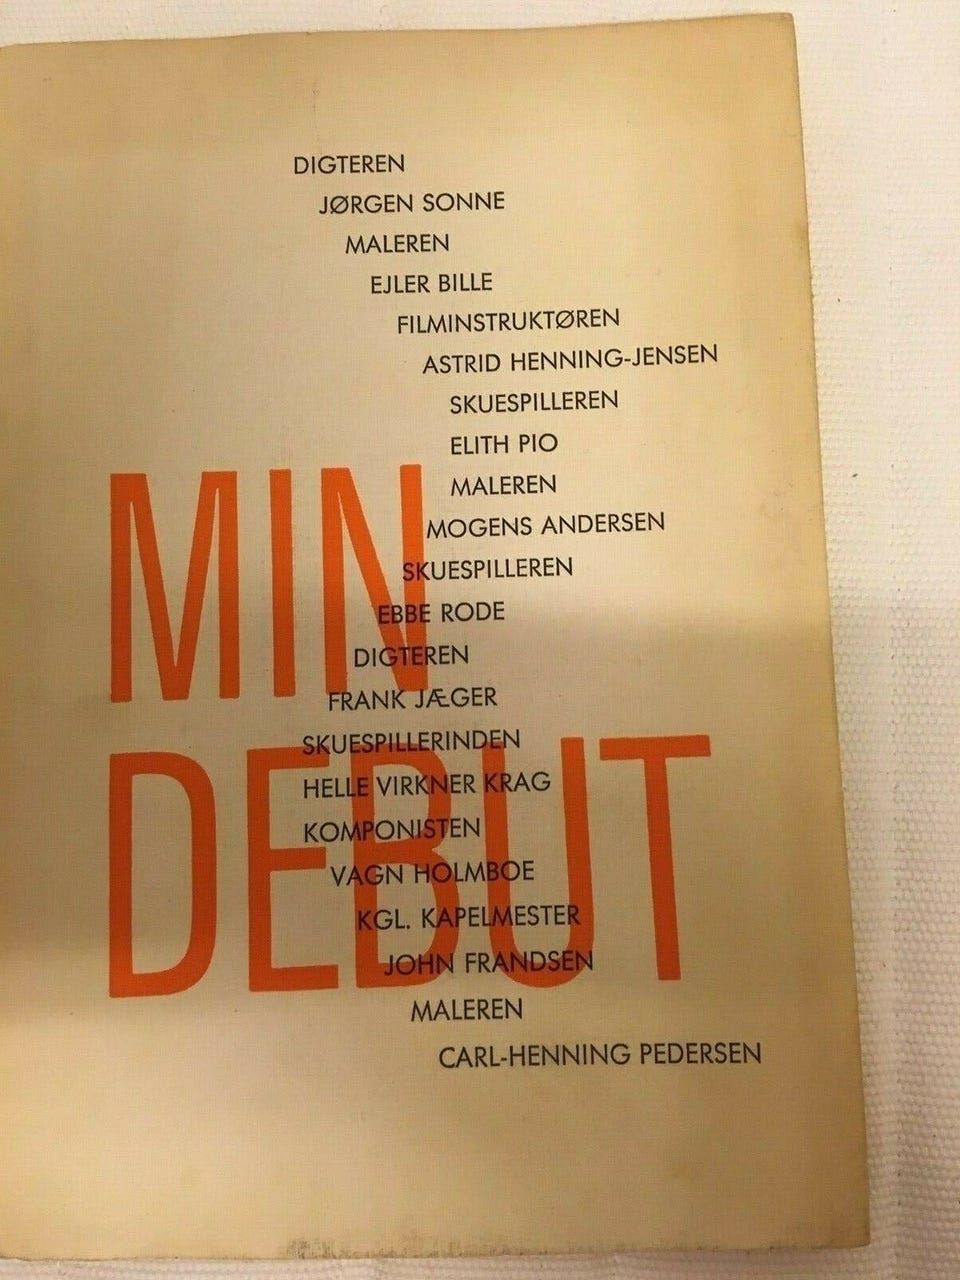 DIGTEREN
JØRGEN SONNE
MALEREN
EJLER BILLE
FILMINSTRUKTØREN
ASTRID HENNING-JENSEN
SKUESPILLEREN
ELITH PIO
MALEREN
MOGENS ANDERSEN
SKUESPILLEREN
EBBE RODE
DIGTEREN
FRANK JÆGER
SKUESPILLERINDEN
HELLE VIRKNER KRAG
KOMPONISTEN
VAGN HOLMBOE
KGL. KAPELMESTER
JOHN FRANDSEN
MALEREN
CARL-HENNING PEDERSEN
MIN
DEBUT